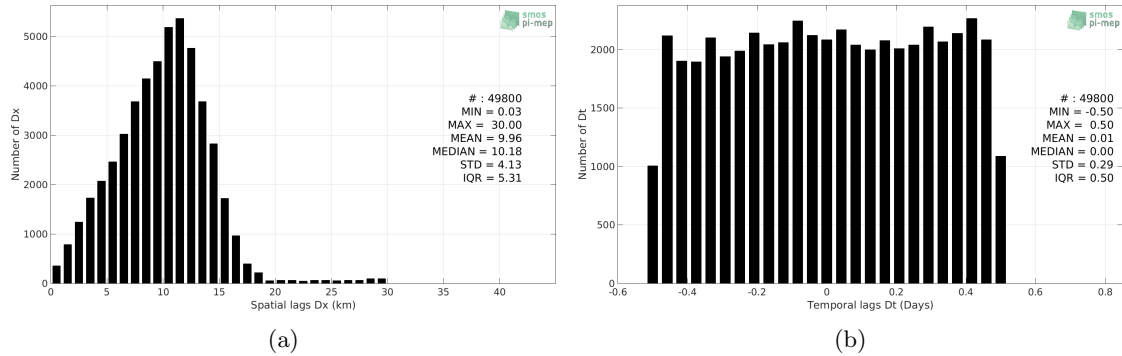 smos
pi-mep
5000
4000
3000
2000
1000
0
Number of Dx
# : 49800
MIN = 0.03
MAX = 30.00
MEAN = 9.96
MEDIAN = 10.18
STD = 4.13
IQR = 5.31
0 5 10 15 20 25 30 35 40
Spatial lags Dx (km)
(a)
smos
pi-mep
2000
1500
1000
500
0
Number of Dt
# : 49800
MIN = -0.50
MAX = 0.50
MEAN = 0.01
MEDIAN = 0.00
STD = 0.29
IQR = 0.50
-0.6 -0.4 -0.2 0 0.2 0.4 0.6 0.8
Temporal lags Dt (Days)
(b)